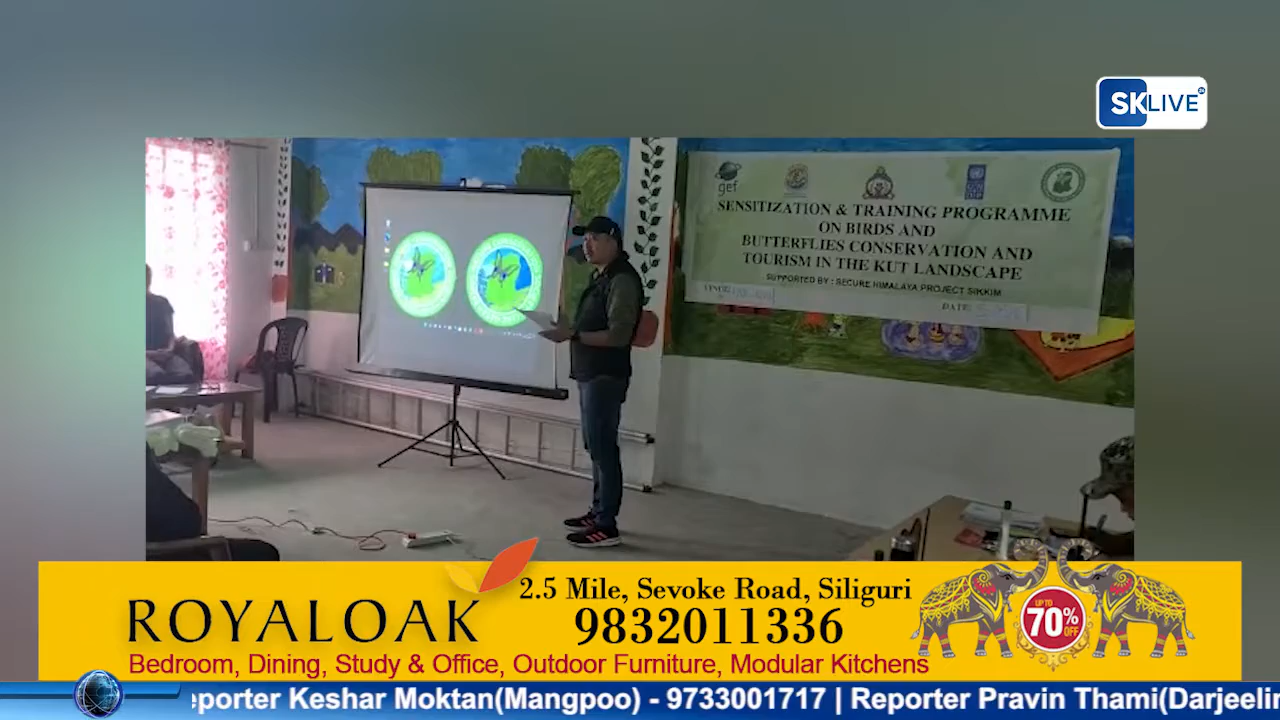 SKLIVE
24
gef
SENSITIZATION & TRAINING PROGRAMME
ON BIRDS AND
BUTTERFLIES CONSERVATION AND
TOURISM IN THE KUT LANDSCAPE
SUPPORTED BY : SECURE HIMALAYA PROJECT SIKKIM
DATE:
ROYALOAK
2.5 Mile, Sevoke Road, Siliguri
9832011336
UP TO
70%
OFF
Bedroom, Dining, Study & Office, Outdoor Furniture, Modular Kitchens
eporter Keshar Moktan(Mangpoo) - 9733001717 | Reporter Pravin Thami(Darjeelin